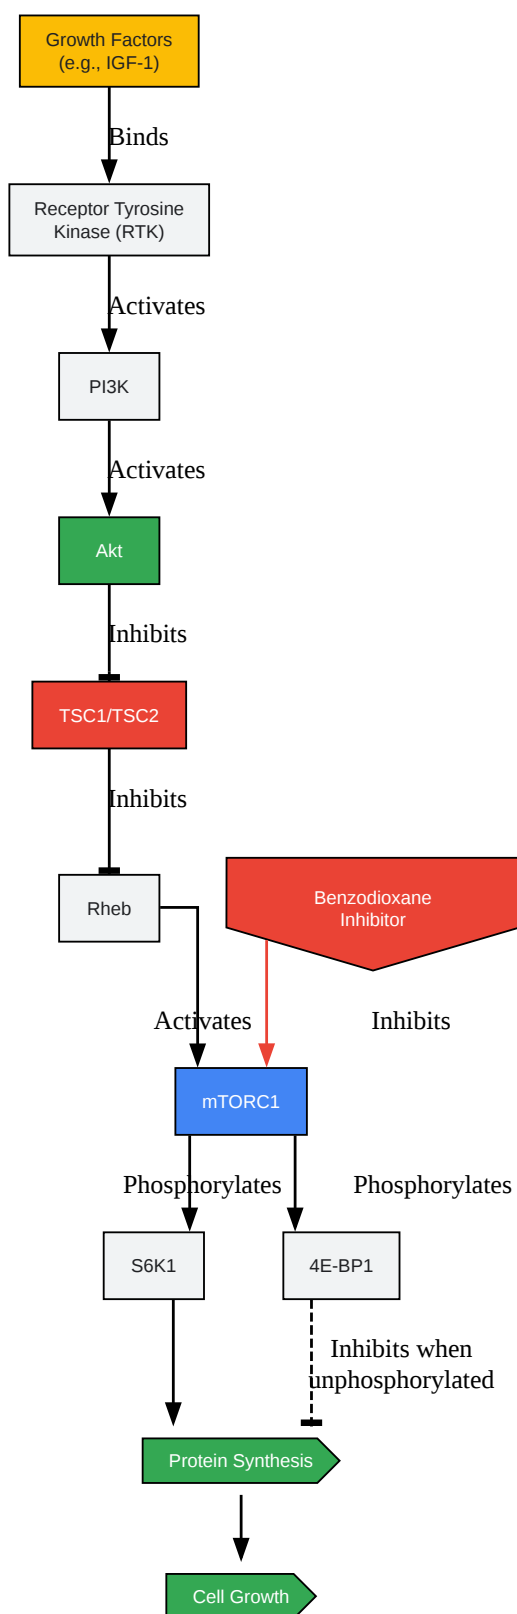 Growth Factors
(e.g., IGF-1)
Binds
Receptor Tyrosine
Kinase (RTK)
Activates
PI3K
Activates
Akt
Inhibits
TSC1/TSC2
Inhibits
Rheb
Benzodioxane
Inhibitor
Activates
Inhibits
mTORC1
Phosphorylates
Phosphorylates
S6K1
4E-BP1
Inhibits when
unphosphorylated
Protein Synthesis
Cell Growth